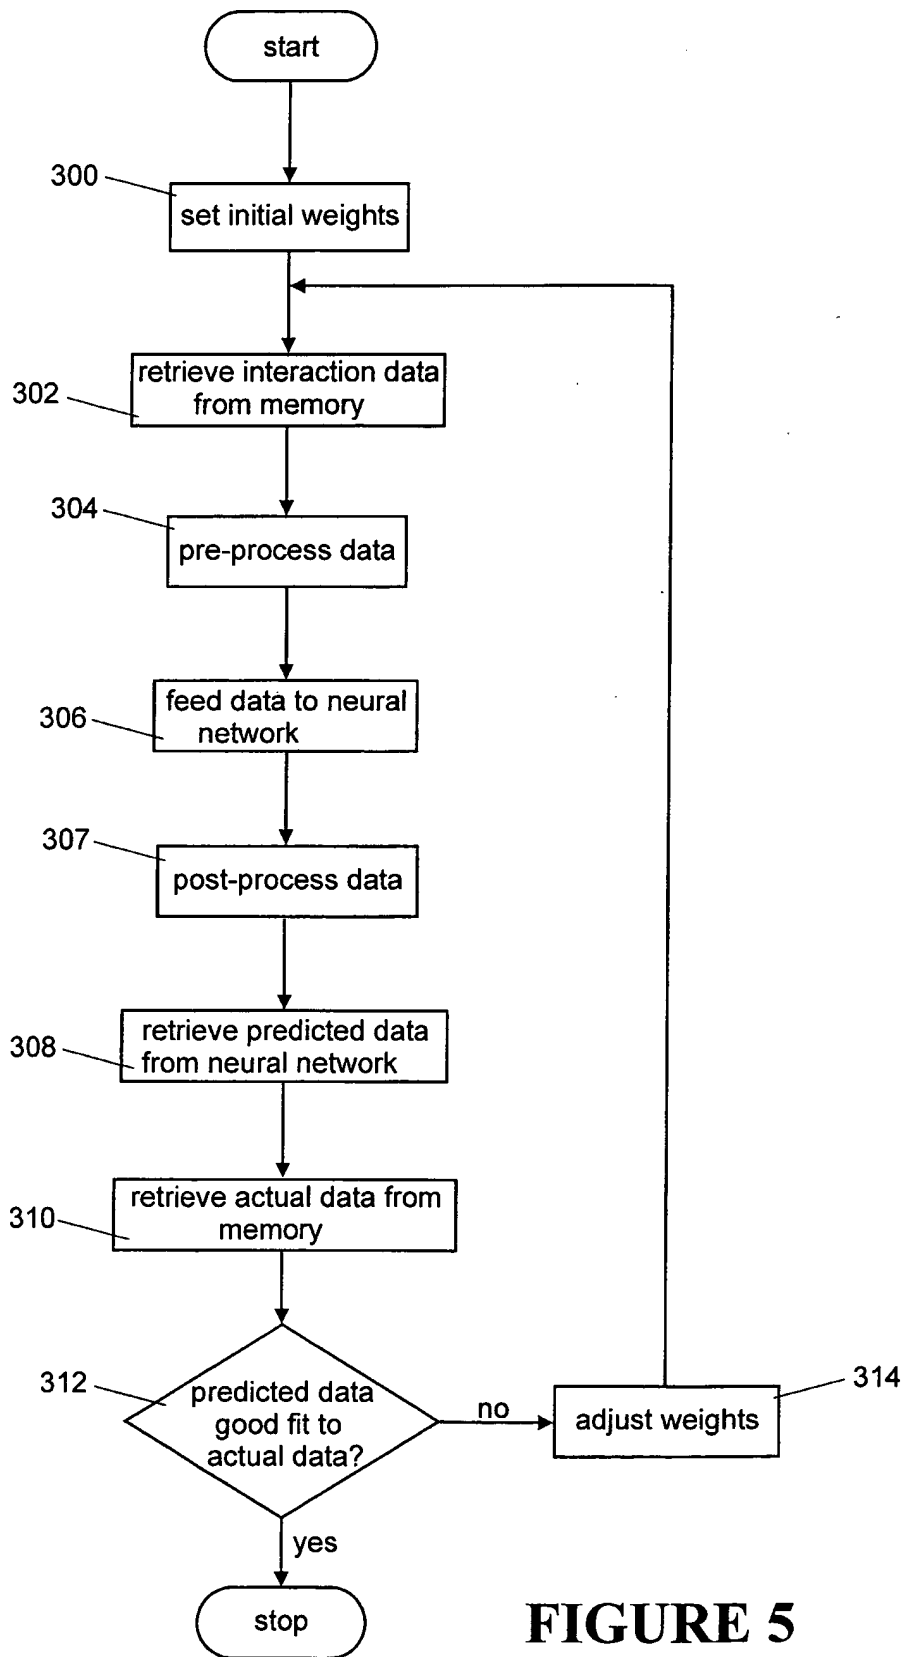 start
300
set initial weights
302
retrieve interaction data
from memory
304
pre-process data
306
feed data to neural
network
307
post-process data
308
retrieve predicted data
from neural network
310
retrieve actual data from
memory
312
predicted data
good fit to
actual data?
no
314
adjust weights
yes
stop
FIGURE 5